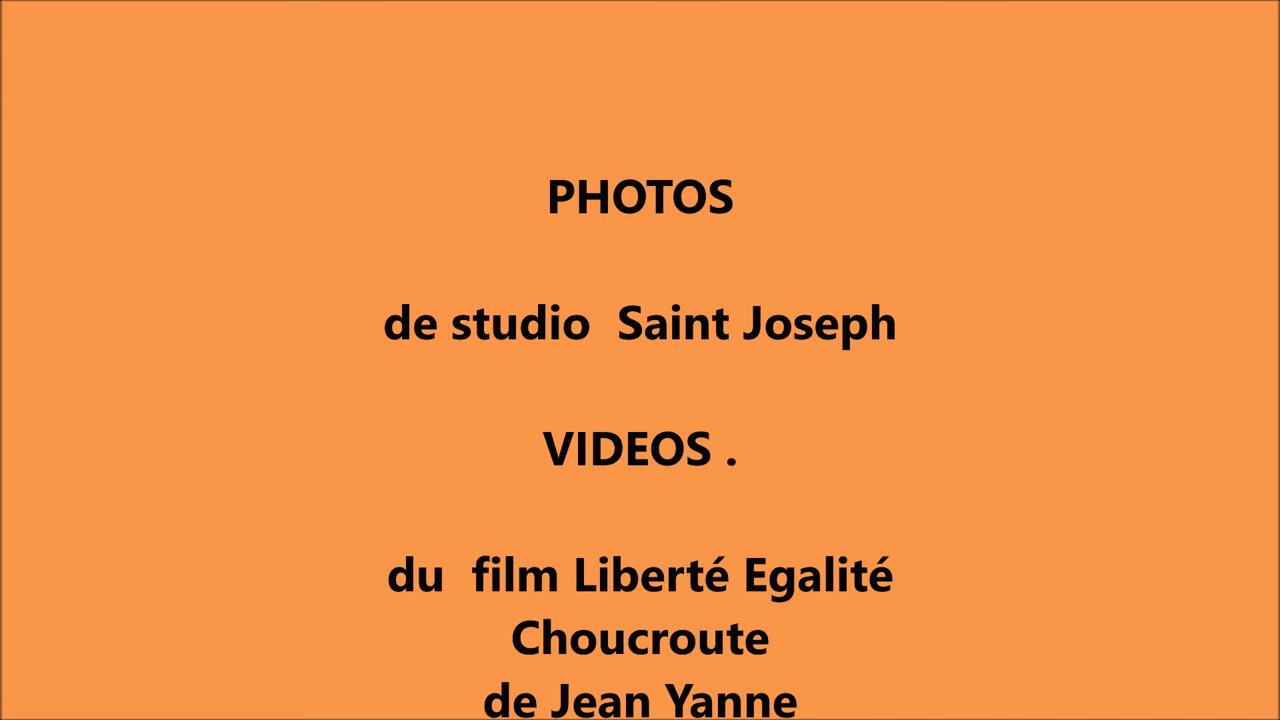 PHOTOS
de studio  Saint Joseph
VIDEOS .
du  film Liberté Egalité
Choucroute
de Jean Yanne